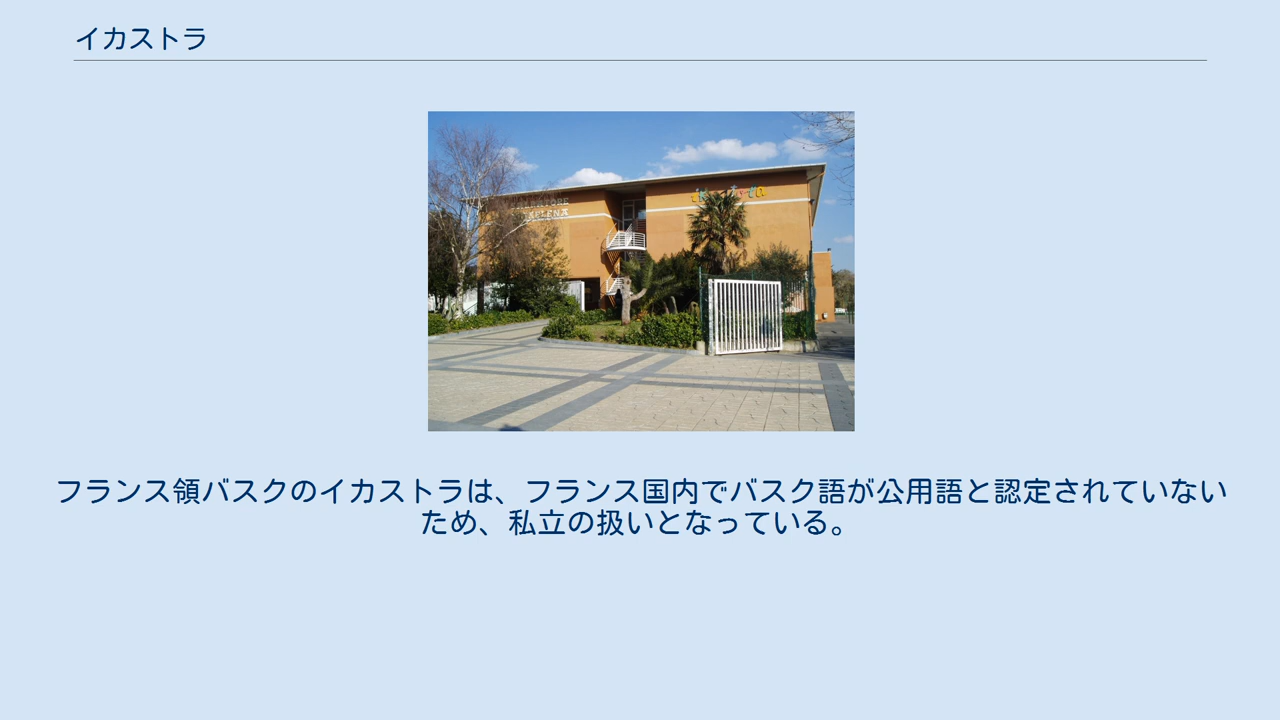 イカストラ
フランス領バスクのイカストラは、フランス国内でバスク語が公用語と認定されていない
ため、私立の扱いとなっている。